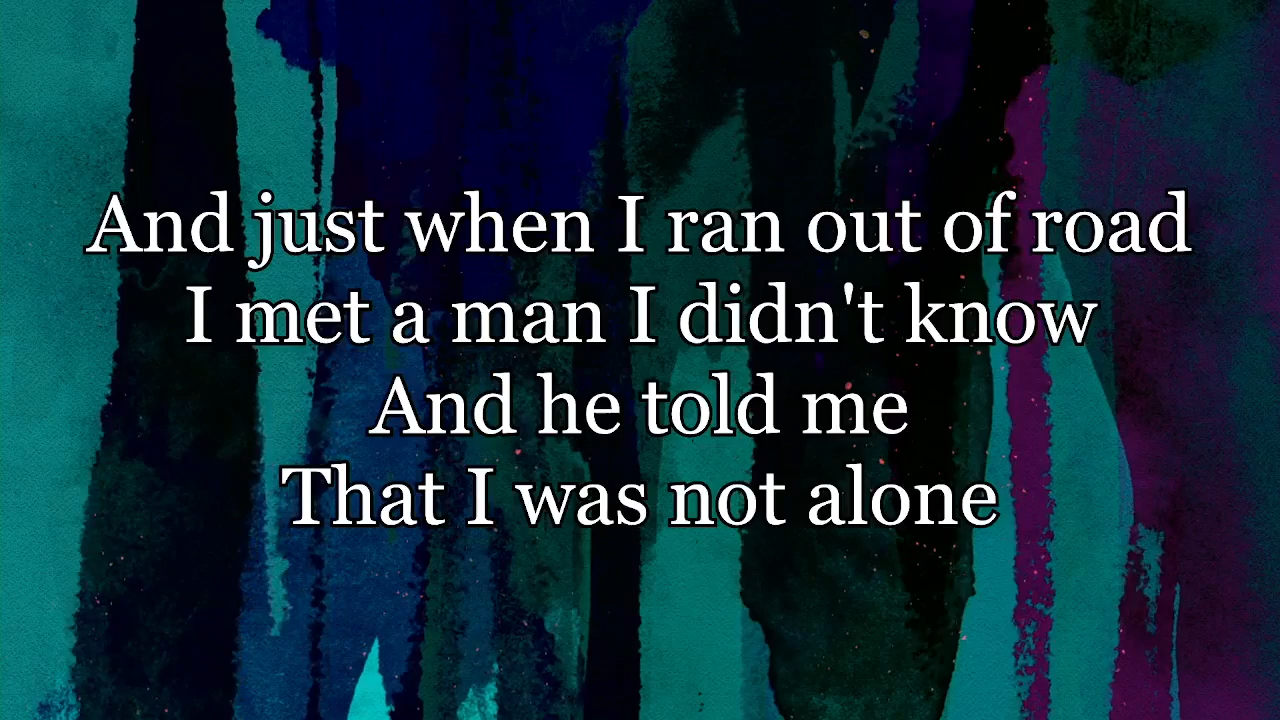 And just when I ran out of road
I met a man I didn't know
And he told me
That I was not alone